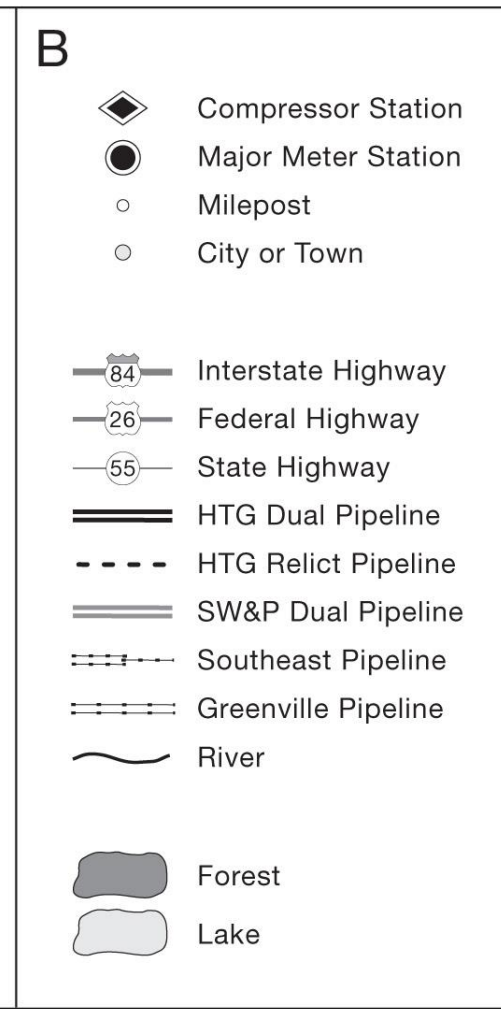 B
Compressor Station
Major Meter Station
Milepost
City or Town
84 Interstate Highway
26 Federal Highway
55 State Highway
HTG Dual Pipeline
HTG Relict Pipeline
SW&P Dual Pipeline
Southeast Pipeline
Greenville Pipeline
River
Forest
Lake